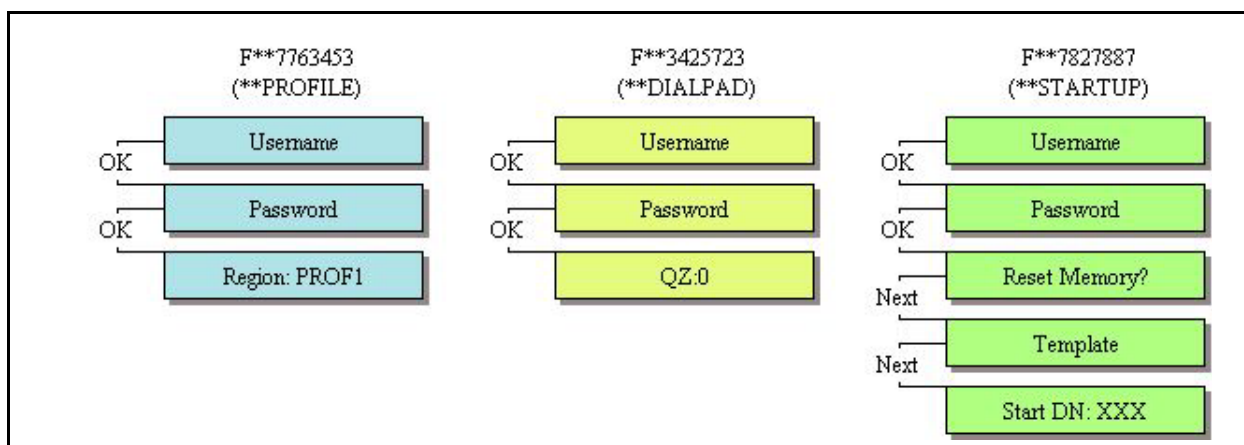 F**7763453
(**PROFILE)
Username
OK
Password
OK
Region: PROF1
F**3425723
(**DIALPAD)
Username
OK
Password
OK
QZ:0
F**7827887
(**STARTUP)
Username
OK
Password
OK
Reset Memory?
Next
Template
Next
Start DN: XXX